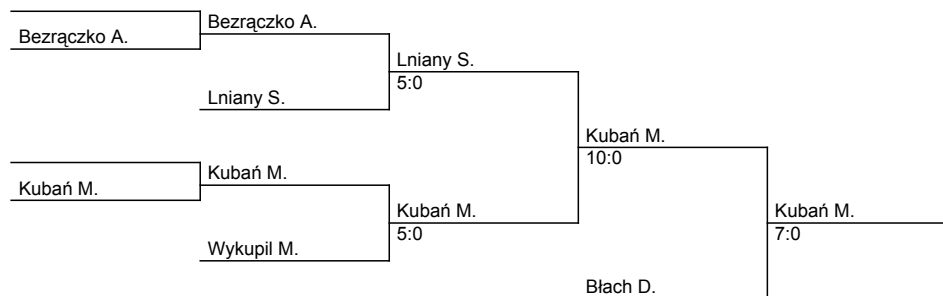 Bezrączko A.
Bezrączko A.
Lniany S.
5:0
Lniany S.
Kubań M.
10:0
Kubań M.
Kubań M.
Kubań M.
5:0
Kubań M.
7:0
Wykupil M.
Błach D.